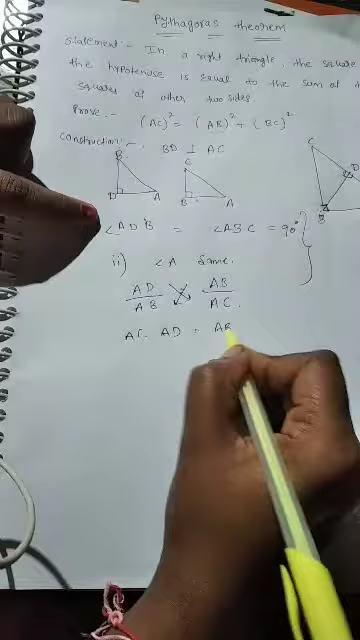 Pythagoras theorem
Statement :- In a right triangle, the square
the hypotenuse is equal to the sum of
squares of other two sides.
Prove :- (AC)² = (AB)² + (BC)²
Construction :- BD ⊥ AC
B
D A
C
B A
C
D
B
∠ADB = ∠ABC = 90°
ii) ∠A Same.
AD/AB AB/AC.
AC. AD = AB